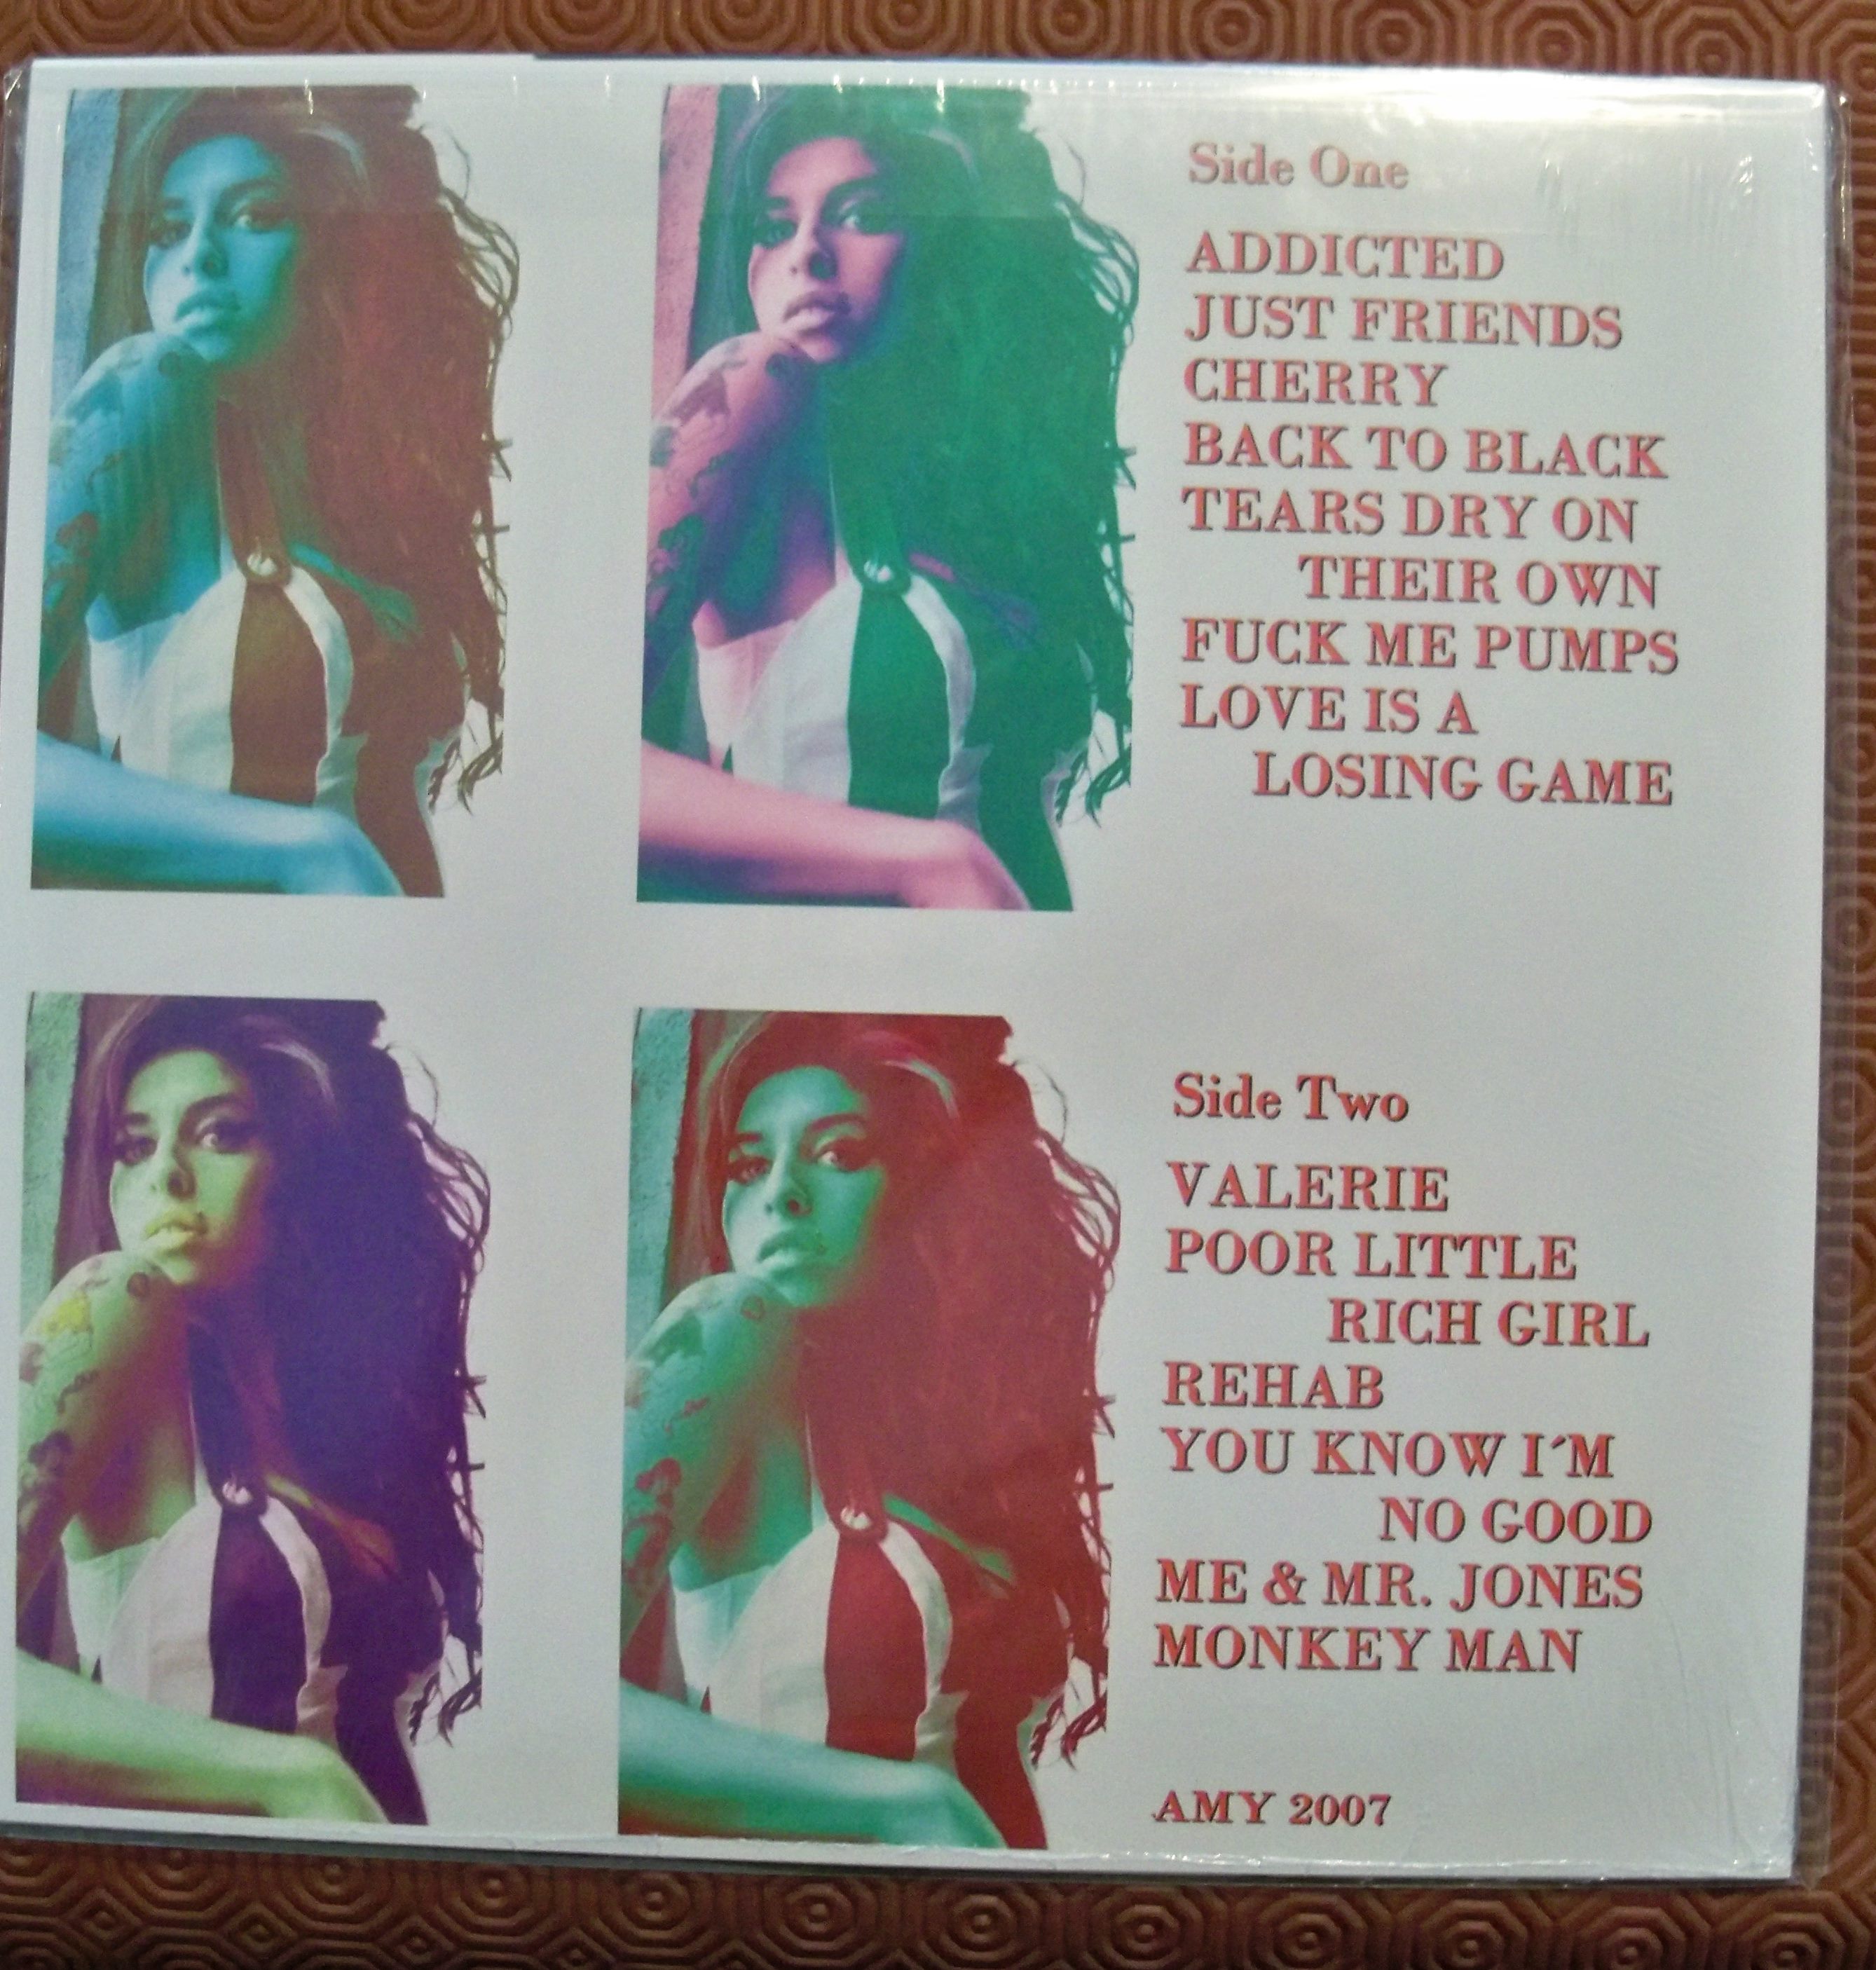 Side One
ADDICTED
JUST FRIENDS
CHERRY
BACK TO BLACK
TEARS DRY ON
THEIR OWN
FUCK ME PUMPS
LOVE IS A
LOSING GAME
Side Two
VALERIE
POOR LITTLE
RICH GIRL
REHAB
YOU KNOW I´M
NO GOOD
ME & MR. JONES
MONKEY MAN
AMY 2007